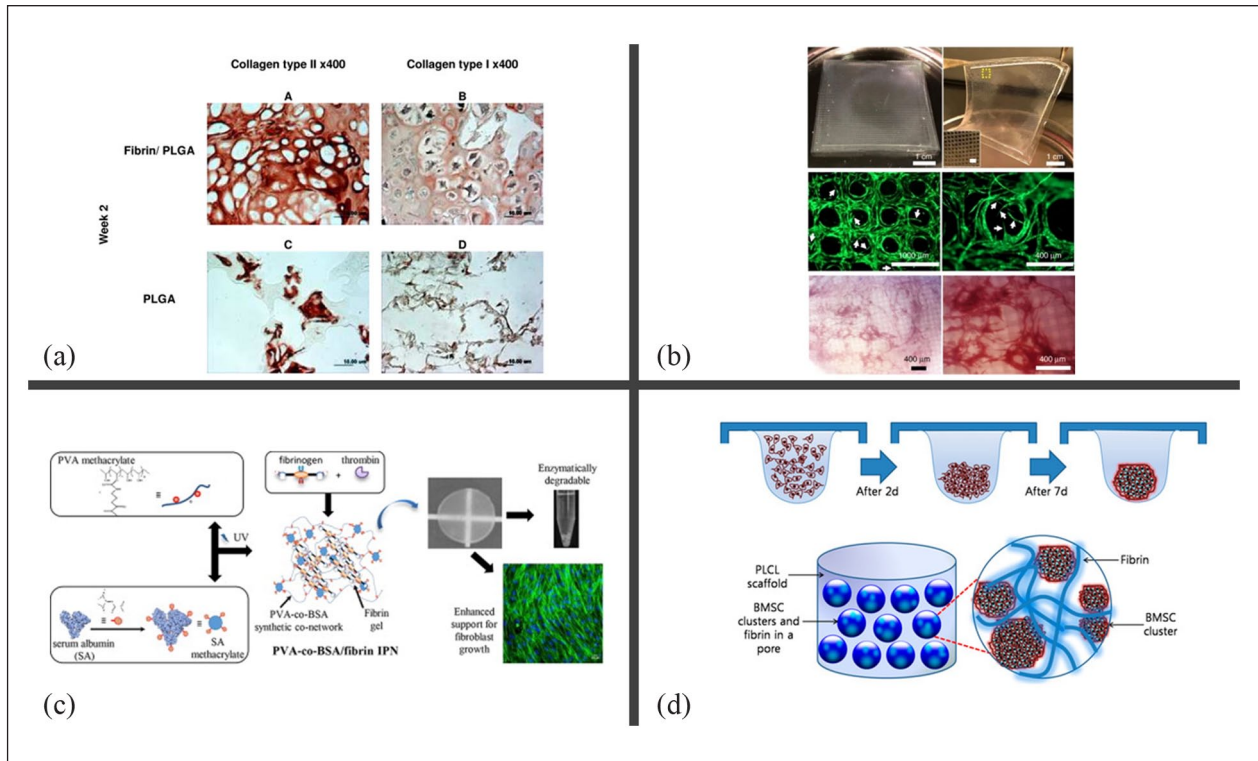 Collagen type II x400
Collagen type I x400
A
B
Fibrin/ PLGA
Week 2
C
D
PLGA
10.00 um
(a)
1 cm
1 cm
1000 μm
400 μm
400 μm
400 μm
(b)
PVA methacrylate
≡
UV
serum albumin
(SA)
≡
SA
methacrylate
fibrinogen
thrombin
+
PVA-co-BSA
synthetic co-network
Fibrin
gel
PVA-co-BSA/fibrin IPN
Enzymatically
degradable
Enhanced
support for
fibroblast
growth
(c)
After 2d
After 7d
PLCL
scaffold
BMSC
clusters and
fibrin in a
pore
Fibrin
BMSC
cluster
(d)